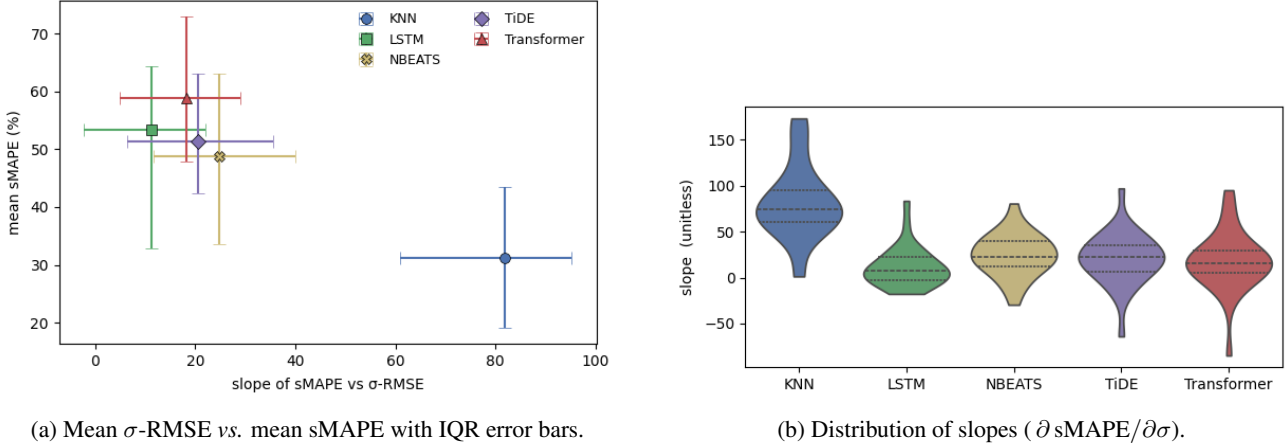 KNN
LSTM
NBEATS
TiDE
Transformer
mean sMAPE (%)
70
60
50
40
30
20
0 20 40 60 80 100
slope of sMAPE vs σ-RMSE
(a) Mean σ-RMSE vs. mean sMAPE with IQR error bars.
slope (unitless)
150
100
50
0
−50
KNN LSTM NBEATS TiDE Transformer
(b) Distribution of slopes ( ∂ sMAPE/∂σ).